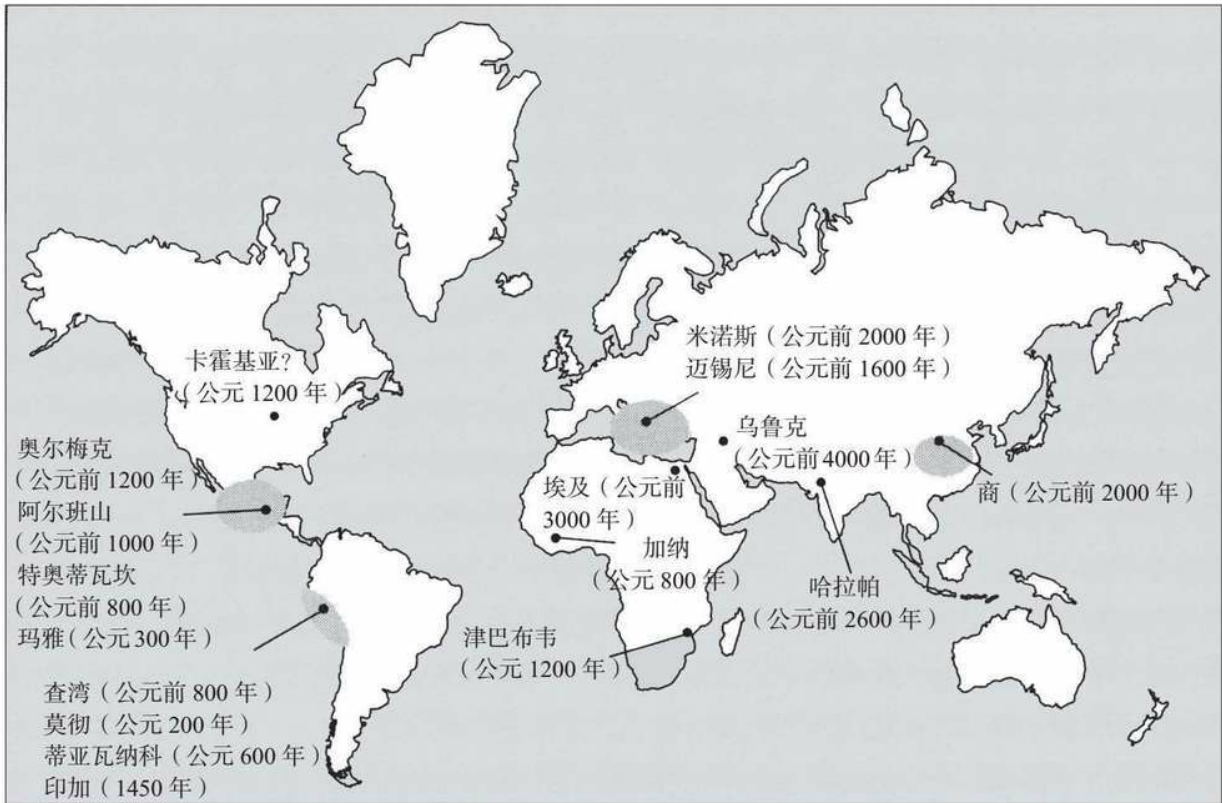 卡霍基亚?
(公元 1200 年)
奥尔梅克
(公元前 1200 年)
阿尔班山
(公元前 1000 年)
特奥蒂瓦坎
(公元前 800 年)
玛雅(公元 300 年)
?
查湾(公元前 800 年)
莫彻(公元 200 年)
蒂亚瓦纳科(公元 600 年)
印加(1450 年)
米诺斯(公元前 2000 年)
迈锡尼(公元前 1600 年)
乌鲁克
(公元前 4000 年)
埃及(公元前
3000 年)
加纳
(公元 800 年)
津巴布韦
(公元 1200 年)
哈拉帕
(公元前 2600 年)
商(公元前 2000 年)